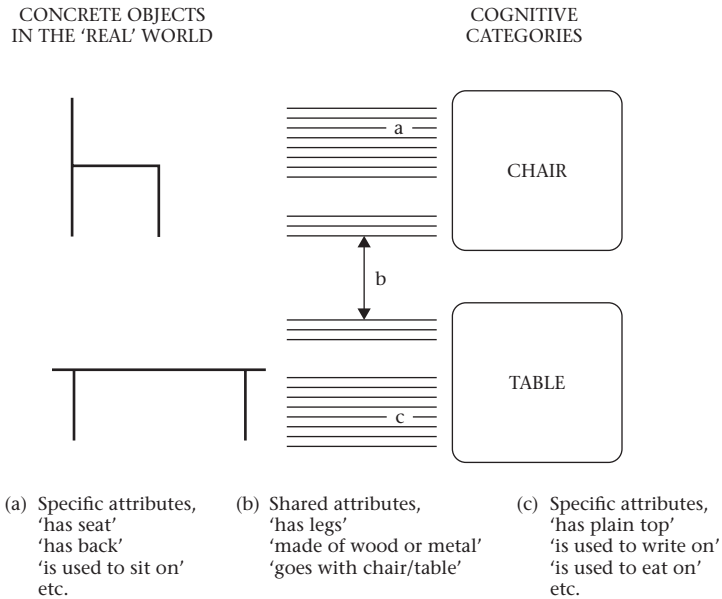 CONCRETE OBJECTS
IN THE ‘REAL’ WORLD
COGNITIVE
CATEGORIES
a
CHAIR
b
TABLE
c
(a) Specific attributes,
‘has seat’
‘has back’
‘is used to sit on’
etc.
(b) Shared attributes,
‘has legs’
‘made of wood or metal’
‘goes with chair/table’
(c) Specific attributes,
‘has plain top’
‘is used to write on’
‘is used to eat on’
etc.